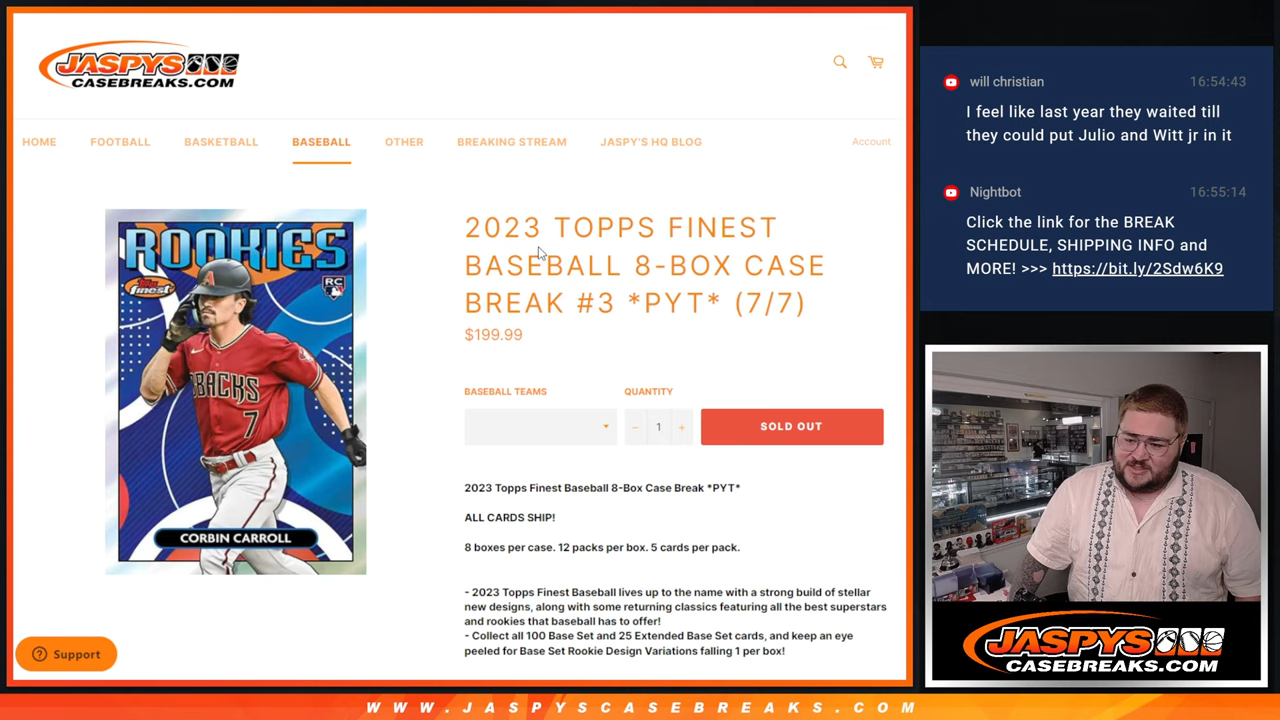 JASPYS
CASEBREAKS.COM
HOME FOOTBALL BASKETBALL BASEBALL OTHER BREAKING STREAM JASPY'S HQ BLOG Account
ROOKIES
Topps finest
RC
D-BACKS
7
CORBIN CARROLL
2023 TOPPS FINEST
BASEBALL 8-BOX CASE
BREAK #3 *PYT* (7/7)
$199.99
BASEBALL TEAMS QUANTITY
− 1 + SOLD OUT
2023 Topps Finest Baseball 8-Box Case Break *PYT*
ALL CARDS SHIP!
8 boxes per case. 12 packs per box. 5 cards per pack.
- 2023 Topps Finest Baseball lives up to the name with a strong build of stellar
new designs, along with some returning classics featuring all the best superstars
and rookies that baseball has to offer!
- Collect all 100 Base Set and 25 Extended Base Set cards, and keep an eye
peeled for Base Set Rookie Design Variations falling 1 per box!
Support
will christian 16:54:43
I feel like last year they waited till
they could put Julio and Witt jr in it
Nightbot 16:55:14
Click the link for the BREAK
SCHEDULE, SHIPPING INFO and
MORE! >>> https://bit.ly/2Sdw6K9
JASPYS
CASEBREAKS.COM
WWW.JASPYSCASEBREAKS.COM